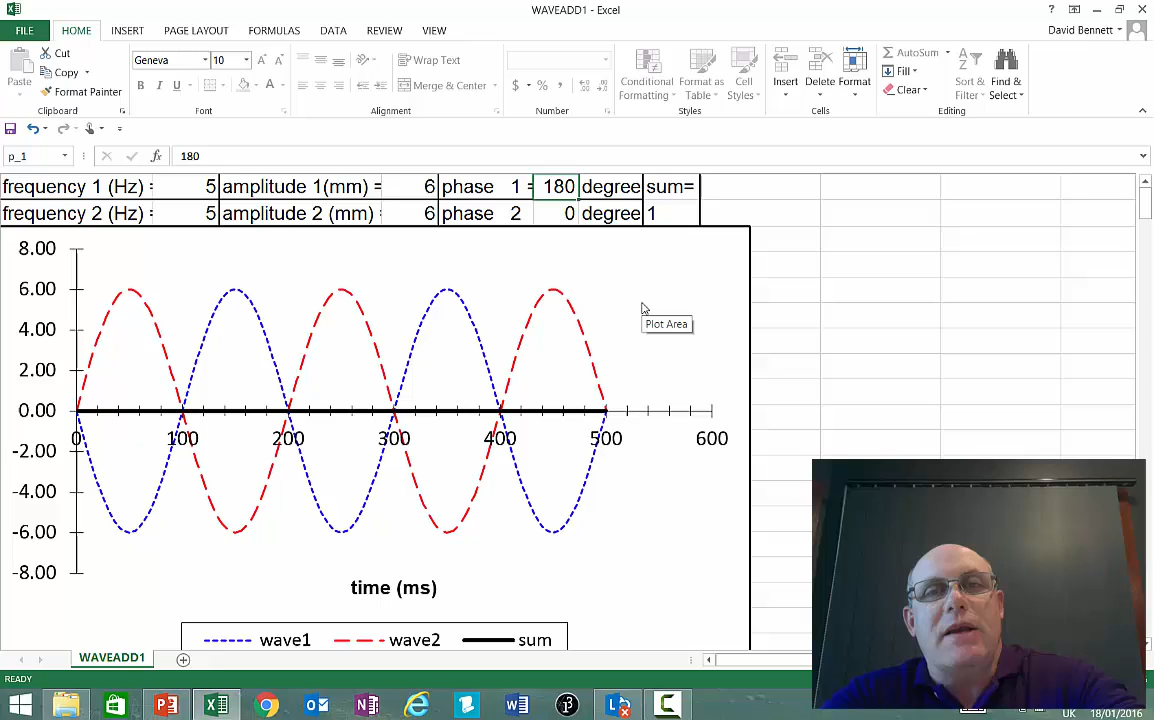 WAVEADD1 - Excel
FILE HOME INSERT PAGE LAYOUT FORMULAS DATA REVIEW VIEW David Bennett
Paste Cut Copy Format Painter Clipboard
Geneva 10 B I U A A A Font
Wrap Text Merge & Center Alignment
$ % , Number
Conditional Formatting Format as Table Cell Styles Styles
Insert Delete Format Cells
AutoSum Fill Clear Sort & Filter Find & Select Editing
p_1 fx 180
frequency 1 (Hz) = 5 amplitude 1(mm) = 6 phase 1 = 180 degree sum=
frequency 2 (Hz) = 5 amplitude 2 (mm) 6 phase 2 0 degree 1
8.00
6.00
4.00
Plot Area
2.00
0.00
0 100 200 300 400 500 600
-2.00
-4.00
-6.00
-8.00
time (ms)
wave1 wave2 sum
WAVEADD1
READY
UK 18/01/2016